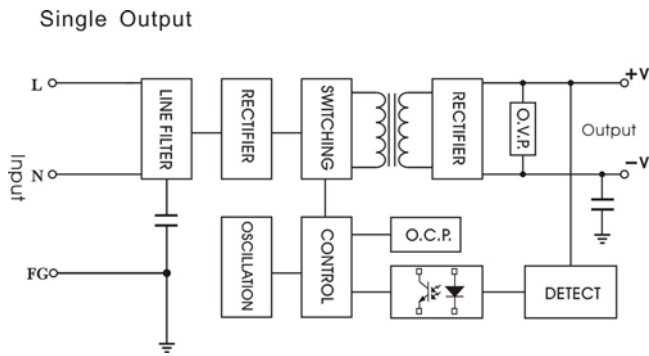 Single Output
L
N
Input
FG
LINE FILTER
RECTIFIER
SWITCHING
RECTIFIER
O.V.P.
+V
Output
-V
OSCILLATION
CONTROL
O.C.P.
DETECT